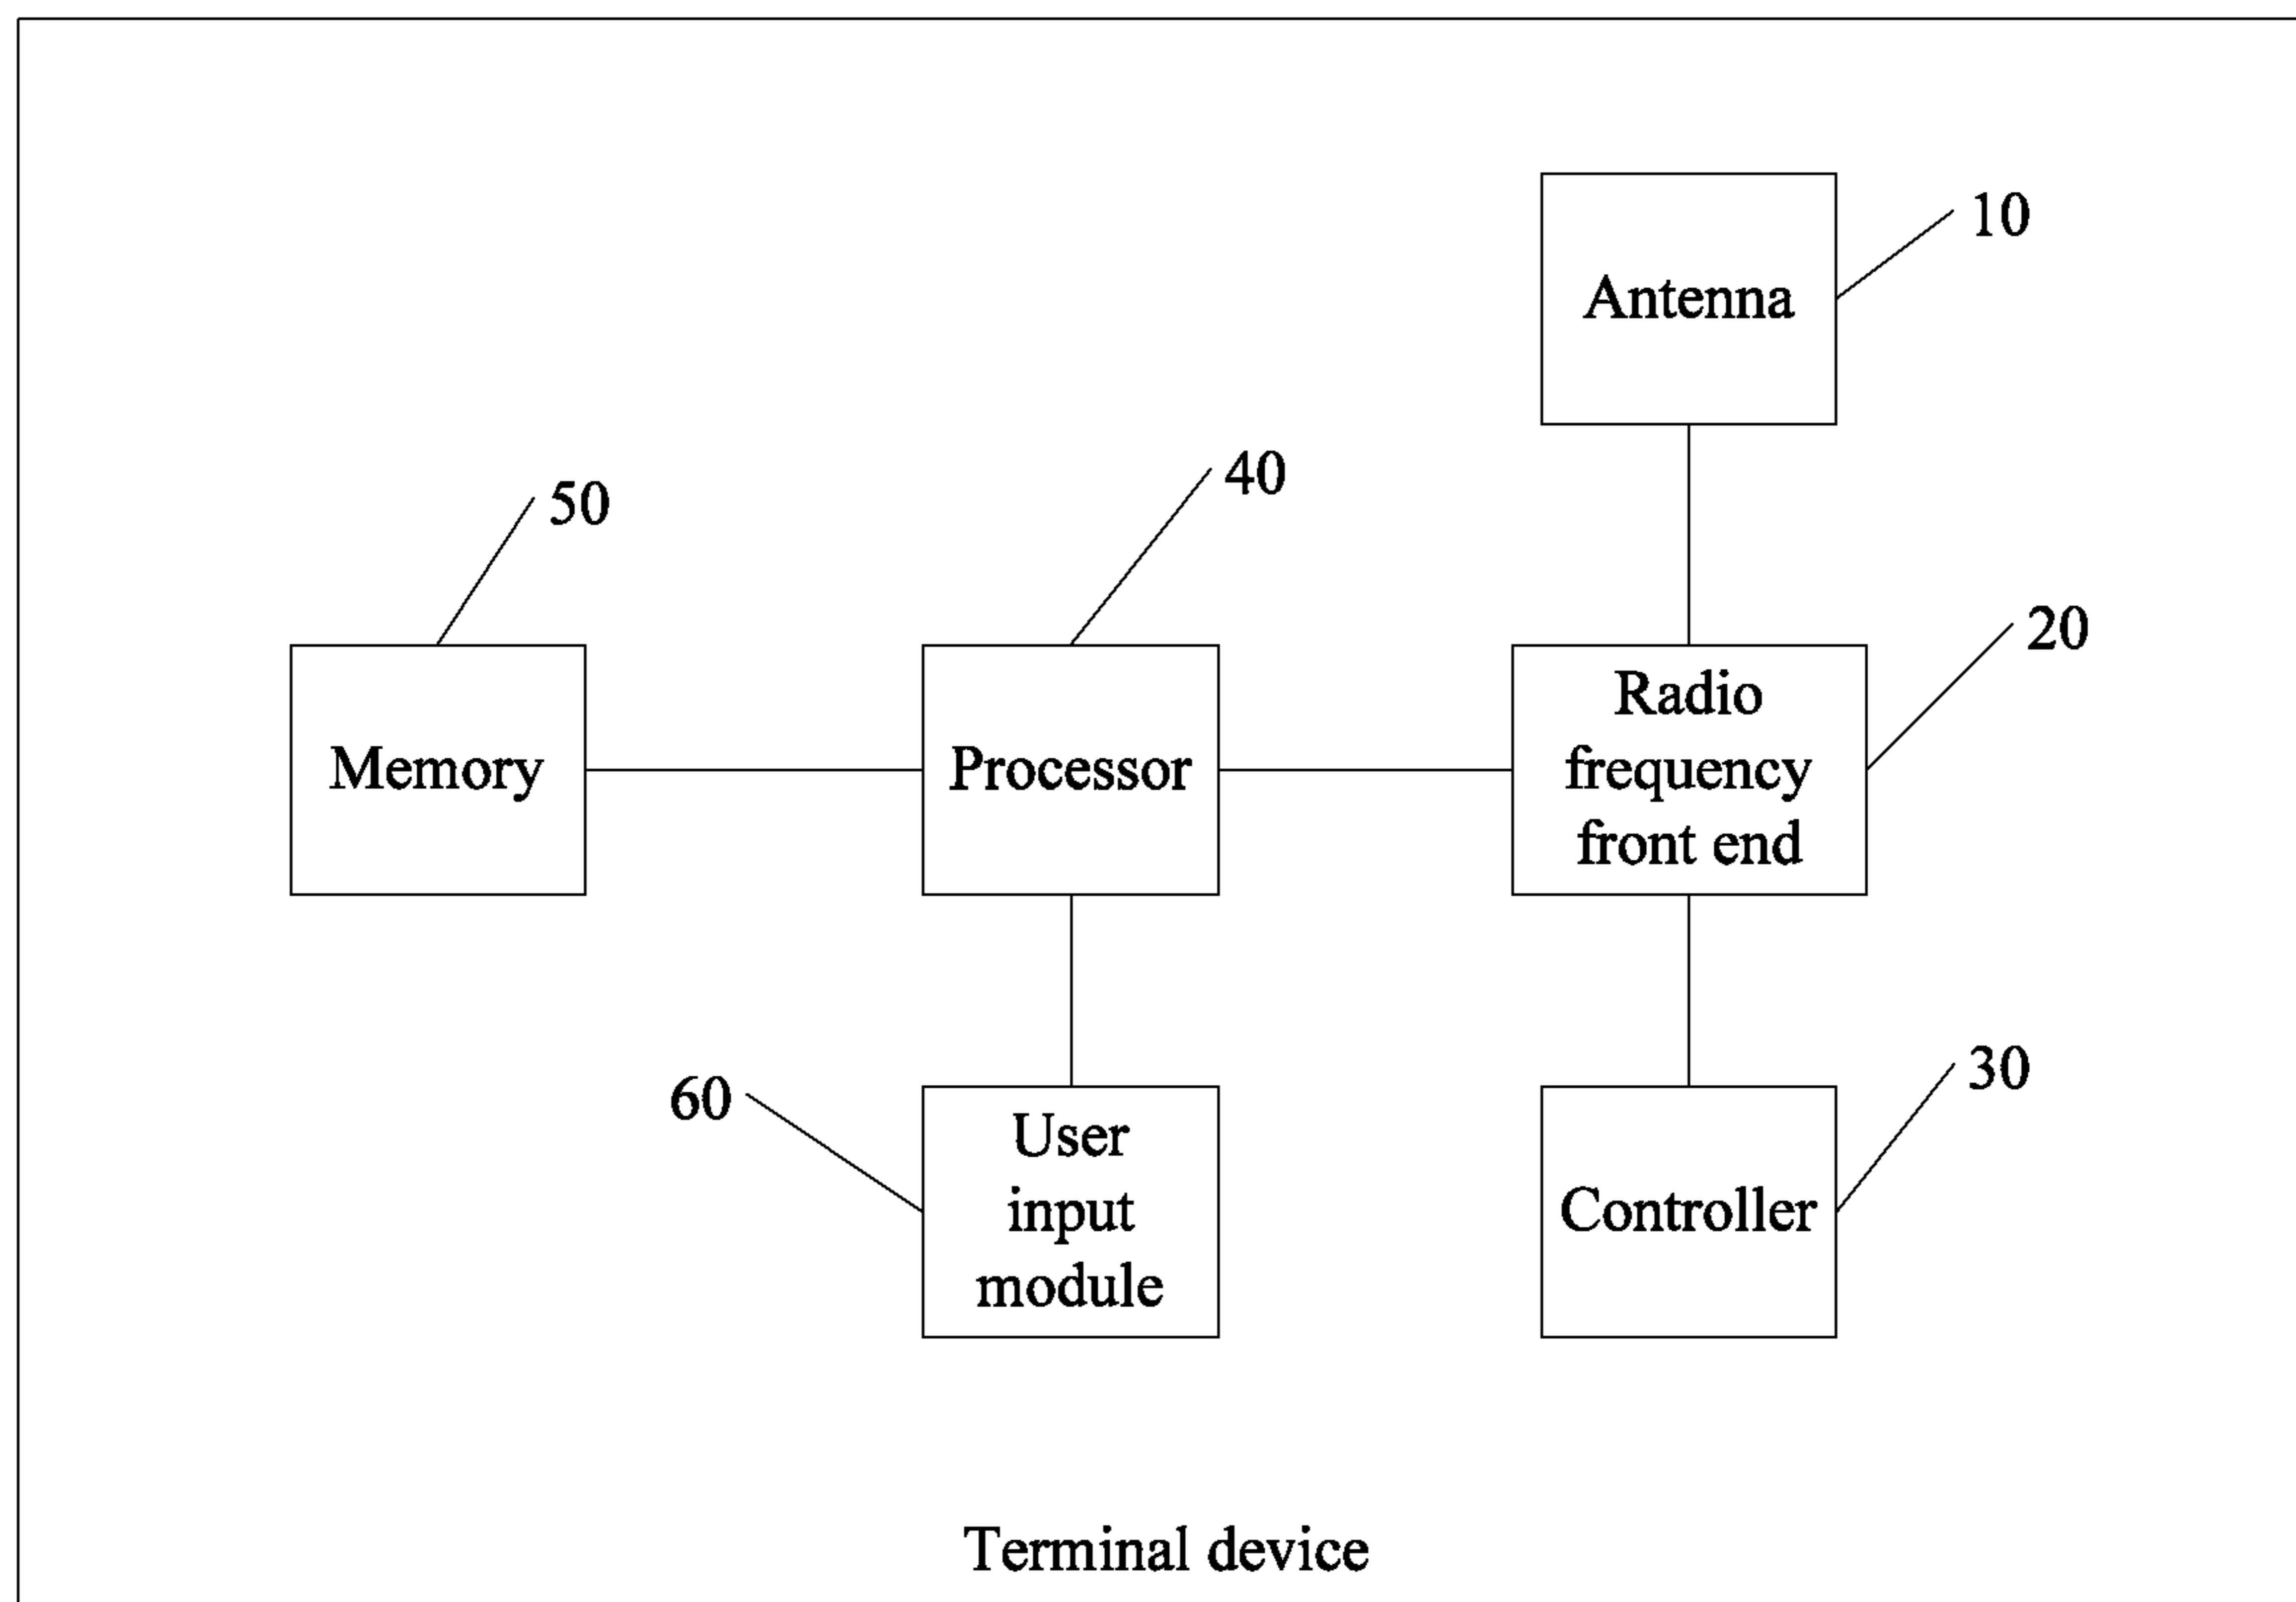 Antenna
10
50
40
20
Memory
Processor
Radio
frequency
front end
60
User
input
module
30
Controller
Terminal device